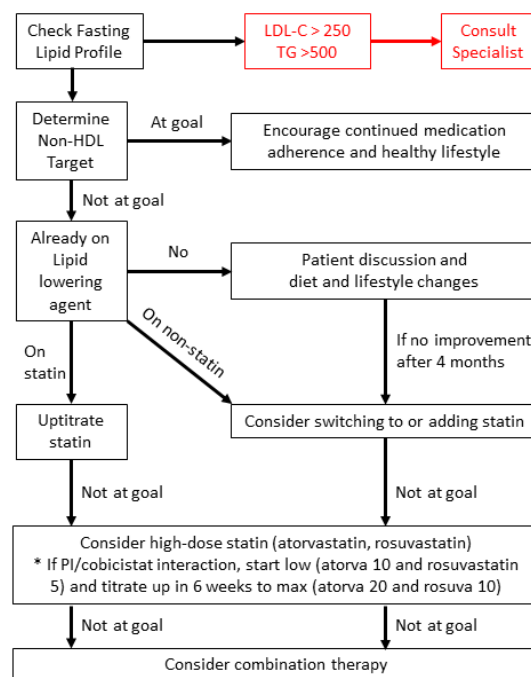 Check Fasting
Lipid Profile
LDL-C > 250
TG >500
Consult
Specialist
Determine
Non-HDL
Target
At goal
Encourage continued medication
adherence and healthy lifestyle
Not at goal
Already on
Lipid
lowering
agent
No
Patient discussion and
diet and lifestyle changes
On
statin
On non-statin
If no improvement
after 4 months
Uptitrate
statin
Consider switching to or adding statin
Not at goal
Not at goal
Consider high-dose statin (atorvastatin, rosuvastatin)
* If PI/cobicistat interaction, start low (atorva 10 and rosuvastatin
5) and titrate up in 6 weeks to max (atorva 20 and rosuva 10)
Not at goal
Not at goal
Consider combination therapy